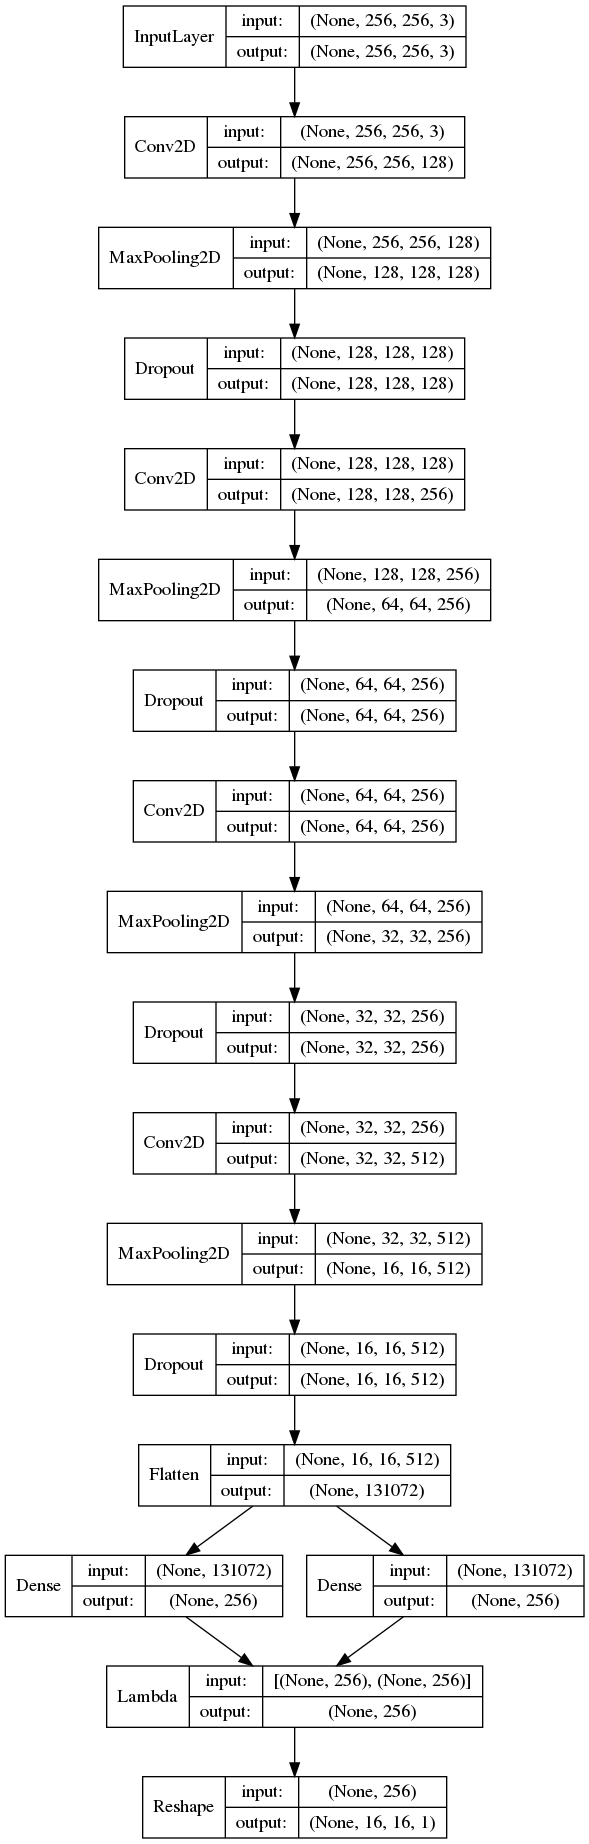 InputLayer
input: (None, 256, 256, 3)
output: (None, 256, 256, 3)
Conv2D
input: (None, 256, 256, 3)
output: (None, 256, 256, 128)
MaxPooling2D
input: (None, 256, 256, 128)
output: (None, 128, 128, 128)
Dropout
input: (None, 128, 128, 128)
output: (None, 128, 128, 128)
Conv2D
input: (None, 128, 128, 128)
output: (None, 128, 128, 256)
MaxPooling2D
input: (None, 128, 128, 256)
output: (None, 64, 64, 256)
Dropout
input: (None, 64, 64, 256)
output: (None, 64, 64, 256)
Conv2D
input: (None, 64, 64, 256)
output: (None, 64, 64, 256)
MaxPooling2D
input: (None, 64, 64, 256)
output: (None, 32, 32, 256)
Dropout
input: (None, 32, 32, 256)
output: (None, 32, 32, 256)
Conv2D
input: (None, 32, 32, 256)
output: (None, 32, 32, 512)
MaxPooling2D
input: (None, 32, 32, 512)
output: (None, 16, 16, 512)
Dropout
input: (None, 16, 16, 512)
output: (None, 16, 16, 512)
Flatten
input: (None, 16, 16, 512)
output: (None, 131072)
Dense
input: (None, 131072)
output: (None, 256)
Dense
input: (None, 131072)
output: (None, 256)
Lambda
input: [(None, 256), (None, 256)]
output: (None, 256)
Reshape
input: (None, 256)
output: (None, 16, 16, 1)